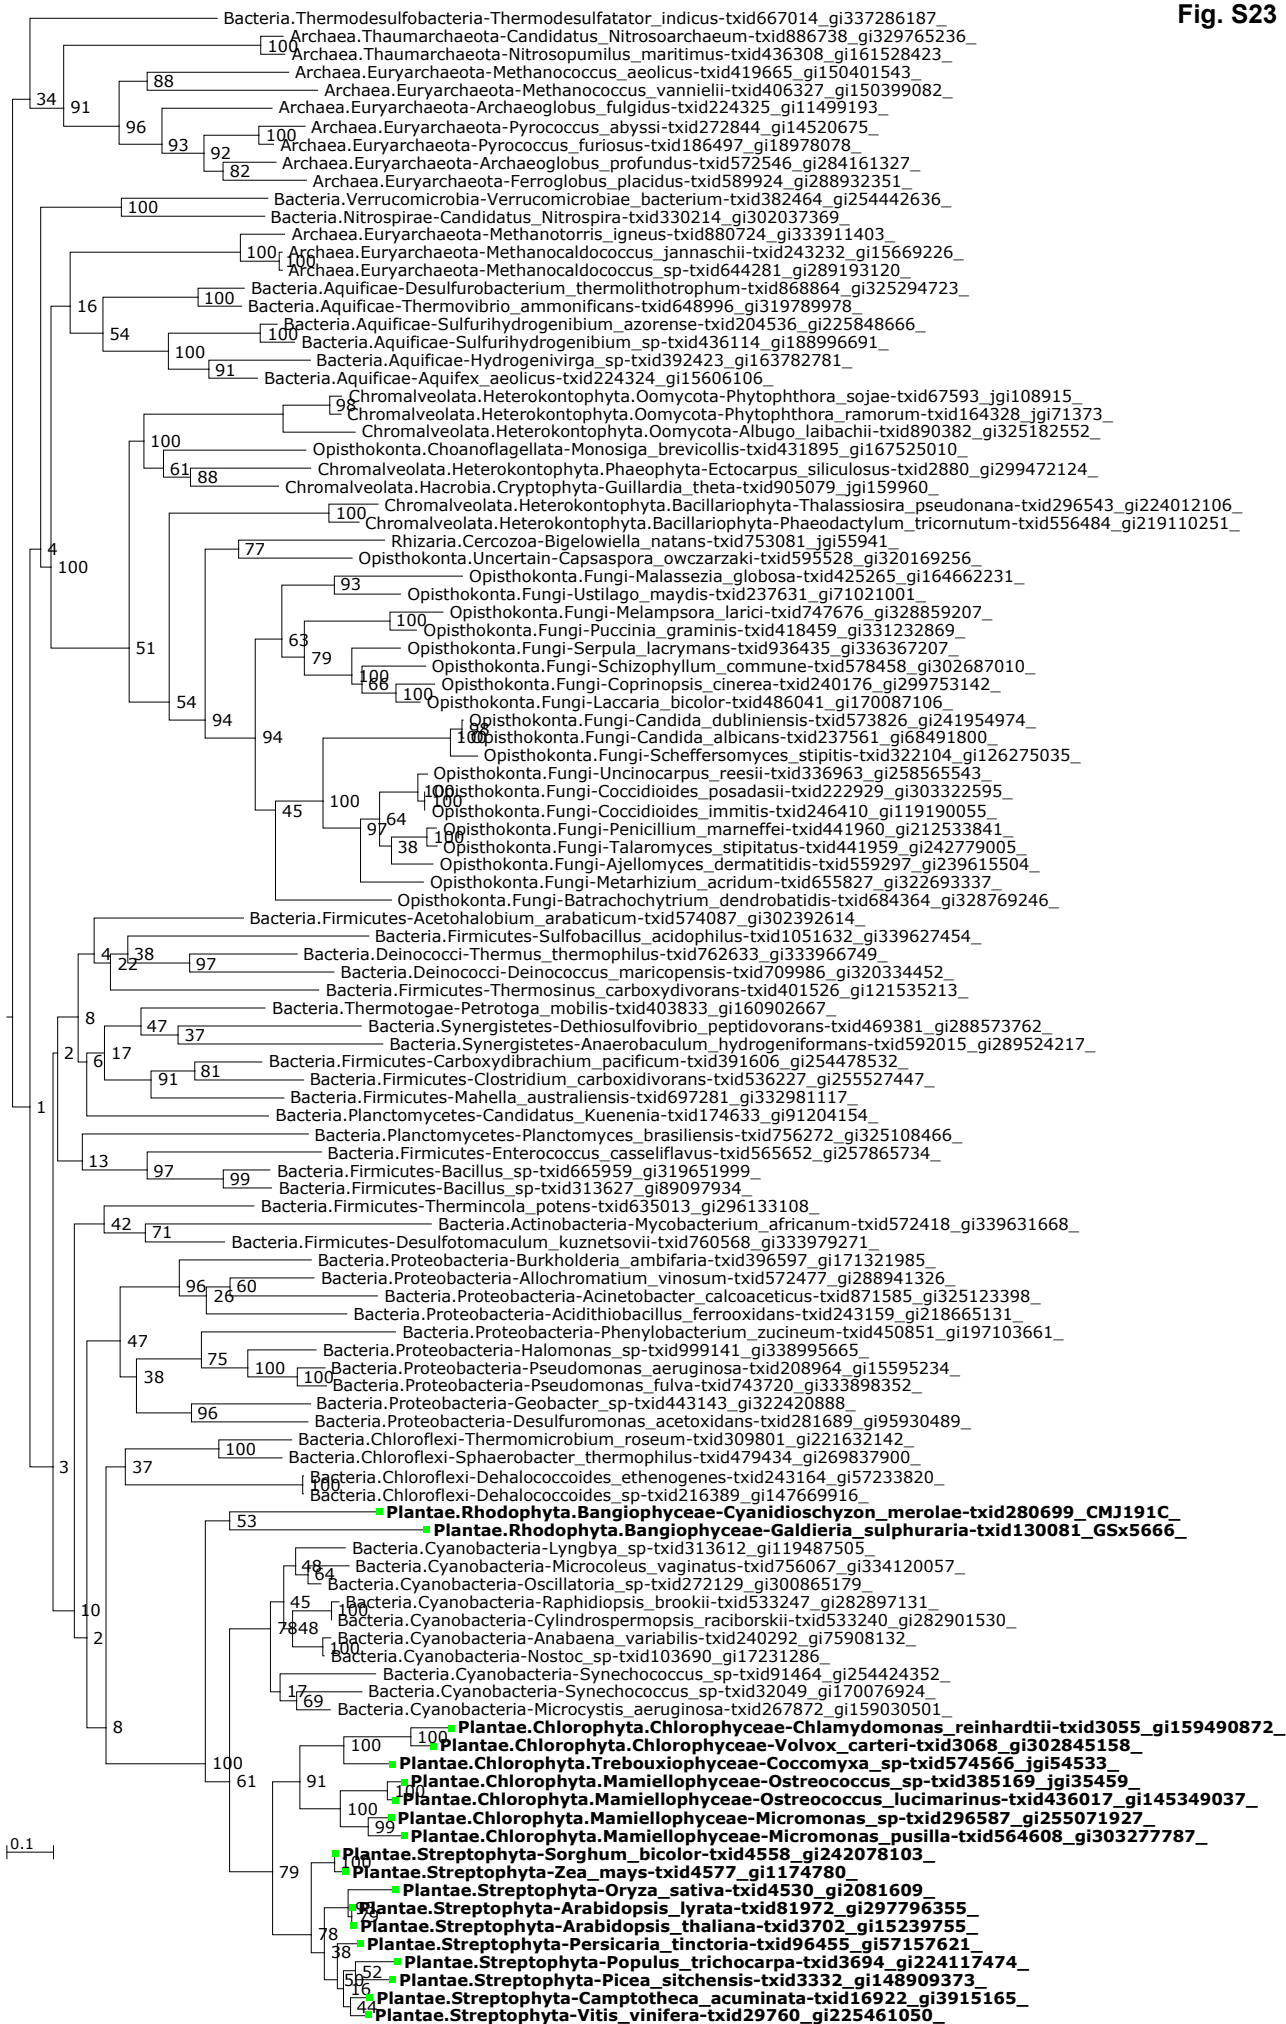 Fig. S23
Bacteria.Thermodesulfobacteria-Thermodesulfatator_indicus-txid667014_gi337286187_
Archaea.Thaumarchaeota-Candidatus_Nitrosoarchaeum-txid886738_gi329765236_
100
Archaea.Thaumarchaeota-Nitrosopumilus_maritimus-txid436308_gi161528423_
Archaea.Euryarchaeota-Methanococcus_aeolicus-txid419665_gi150401543_
88
Archaea.Euryarchaeota-Methanococcus_vannielii-txid406327_gi150399082_
34
91
Archaea.Euryarchaeota-Archaeoglobus_fulgidus-txid224325_gi11499193_
96
Archaea.Euryarchaeota-Pyrococcus_abyssi-txid272844_gi14520675_
100
93
Archaea.Euryarchaeota-Pyrococcus_furiosus-txid186497_gi18978078_
92
Archaea.Euryarchaeota-Archaeoglobus_profundus-txid572546_gi284161327_
82
Archaea.Euryarchaeota-Ferroglobus_placidus-txid589924_gi288932351_
Bacteria.Verrucomicrobia-Verrucomicrobiae_bacterium-txid382464_gi254442636_
100
Bacteria.Nitrospirae-Candidatus_Nitrospira-txid330214_gi302037369_
Archaea.Euryarchaeota-Methanotorris_igneus-txid880724_gi333911403_
100
Archaea.Euryarchaeota-Methanocaldococcus_jannaschii-txid243232_gi15669226_
100
Archaea.Euryarchaeota-Methanocaldococcus_sp-txid644281_gi289193120_
Bacteria.Aquificae-Desulfurobacterium_thermolithotrophum-txid868864_gi325294723_
100
16
Bacteria.Aquificae-Thermovibrio_ammonificans-txid648996_gi319789978_
54
Bacteria.Aquificae-Sulfurihydrogenibium_azorense-txid204536_gi225848666_
100
Bacteria.Aquificae-Sulfurihydrogenibium_sp-txid436114_gi188996691_
100
Bacteria.Aquificae-Hydrogenivirga_sp-txid392423_gi163782781_
91
Bacteria.Aquificae-Aquifex_aeolicus-txid224324_gi15606106_
Chromalveolata.Heterokontophyta.Oomycota-Phytophthora_sojae-txid67593_jgi108915_
98
Chromalveolata.Heterokontophyta.Oomycota-Phytophthora_ramorum-txid164328_jgi71373_
Chromalveolata.Heterokontophyta.Oomycota-Albugo_laibachii-txid890382_gi325182552_
100
Opisthokonta.Choanoflagellata-Monosiga_brevicollis-txid431895_gi167525010_
61
Chromalveolata.Heterokontophyta.Phaeophyta-Ectocarpus_siliculosus-txid2880_gi299472124_
88
Chromalveolata.Hacrobia.Cryptophyta-Guillardia_theta-txid905079_jgi159960_
Chromalveolata.Heterokontophyta.Bacillariophyta-Thalassiosira_pseudonana-txid296543_gi224012106_
100
Chromalveolata.Heterokontophyta.Bacillariophyta-Phaeodactylum_tricornutum-txid556484_gi219110251_
Rhizaria.Cercozoa-Bigelowiella_natans-txid753081_jgi55941_
4
77
Opisthokonta.Uncertain-Capsaspora_owczarzaki-txid595528_gi320169256_
100
Opisthokonta.Fungi-Malassezia_globosa-txid425265_gi164662231_
93
Opisthokonta.Fungi-Ustilago_maydis-txid237631_gi71021001_
Opisthokonta.Fungi-Melampsora_larici-txid747676_gi328859207_
100
Opisthokonta.Fungi-Puccinia_graminis-txid418459_gi331232869_
63
51
Opisthokonta.Fungi-Serpula_lacrymans-txid936435_gi336367207_
79
Opisthokonta.Fungi-Schizophyllum_commune-txid578458_gi302687010_
100
66
Opisthokonta.Fungi-Coprinopsis_cinerea-txid240176_gi299753142_
100
54
Opisthokonta.Fungi-Laccaria_bicolor-txid486041_gi170087106_
94
Opisthokonta.Fungi-Candida_dubliniensis-txid573826_gi241954974_
98
94
100
Opisthokonta.Fungi-Candida_albicans-txid237561_gi68491800_
Opisthokonta.Fungi-Scheffersomyces_stipitis-txid322104_gi126275035_
Opisthokonta.Fungi-Uncinocarpus_reesii-txid336963_gi258565543_
100
Opisthokonta.Fungi-Coccidioides_posadasii-txid222929_gi303322595_
100
45
100
Opisthokonta.Fungi-Coccidioides_immitis-txid246410_gi119190055_
64
97
Opisthokonta.Fungi-Penicillium_marneffei-txid441960_gi212533841_
100
38
Opisthokonta.Fungi-Talaromyces_stipitatus-txid441959_gi242779005_
Opisthokonta.Fungi-Ajellomyces_dermatitidis-txid559297_gi239615504_
Opisthokonta.Fungi-Metarhizium_acridum-txid655827_gi322693337_
Opisthokonta.Fungi-Batrachochytrium_dendrobatidis-txid684364_gi328769246_
Bacteria.Firmicutes-Acetohalobium_arabaticum-txid574087_gi302392614_
Bacteria.Firmicutes-Sulfobacillus_acidophilus-txid1051632_gi339627454_
4
38
Bacteria.Deinococci-Thermus_thermophilus-txid762633_gi333966749_
22
97
Bacteria.Deinococci-Deinococcus_maricopensis-txid709986_gi320334452_
Bacteria.Firmicutes-Thermosinus_carboxydivorans-txid401526_gi121535213_
8
Bacteria.Thermotogae-Petrotoga_mobilis-txid403833_gi160902667_
47
Bacteria.Synergistetes-Dethiosulfovibrio_peptidovorans-txid469381_gi288573762_
37
Bacteria.Synergistetes-Anaerobaculum_hydrogeniformans-txid592015_gi289524217_
2
17
6
Bacteria.Firmicutes-Carboxydibrachium_pacificum-txid391606_gi254478532_
81
91
Bacteria.Firmicutes-Clostridium_carboxidivorans-txid536227_gi255527447_
Bacteria.Firmicutes-Mahella_australiensis-txid697281_gi332981117_
1
Bacteria.Planctomycetes-Candidatus_Kuenenia-txid174633_gi91204154_
Bacteria.Planctomycetes-Planctomyces_brasiliensis-txid756272_gi325108466_
13
Bacteria.Firmicutes-Enterococcus_casseliflavus-txid565652_gi257865734_
97
Bacteria.Firmicutes-Bacillus_sp-txid665959_gi319651999_
99
Bacteria.Firmicutes-Bacillus_sp-txid313627_gi89097934_
Bacteria.Firmicutes-Thermincola_potens-txid635013_gi296133108_
42
Bacteria.Actinobacteria-Mycobacterium_africanum-txid572418_gi339631668_
71
Bacteria.Firmicutes-Desulfotomaculum_kuznetsovii-txid760568_gi333979271_
Bacteria.Proteobacteria-Burkholderia_ambifaria-txid396597_gi171321985_
96
60
Bacteria.Proteobacteria-Allochromatium_vinosum-txid572477_gi288941326_
26
Bacteria.Proteobacteria-Acinetobacter_calcoaceticus-txid871585_gi325123398_
Bacteria.Proteobacteria-Acidithiobacillus_ferrooxidans-txid243159_gi218665131_
47
Bacteria.Proteobacteria-Phenylobacterium_zucineum-txid450851_gi197103661_
75
Bacteria.Proteobacteria-Halomonas_sp-txid999141_gi338995665_
100
38
Bacteria.Proteobacteria-Pseudomonas_aeruginosa-txid208964_gi15595234_
100
Bacteria.Proteobacteria-Pseudomonas_fulva-txid743720_gi333898352_
Bacteria.Proteobacteria-Geobacter_sp-txid443143_gi322420888_
96
Bacteria.Proteobacteria-Desulfuromonas_acetoxidans-txid281689_gi95930489_
Bacteria.Chloroflexi-Thermomicrobium_roseum-txid309801_gi221632142_
100
Bacteria.Chloroflexi-Sphaerobacter_thermophilus-txid479434_gi269837900_
3
37
Bacteria.Chloroflexi-Dehalococcoides_ethenogenes-txid243164_gi57233820_
100
Bacteria.Chloroflexi-Dehalococcoides_sp-txid216389_gi147669916_
Plantae.Rhodophyta.Bangiophyceae-Cyanidioschyzon_merolae-txid280699_CMJ191C_
53
Plantae.Rhodophyta.Bangiophyceae-Galdieria_sulphuraria-txid130081_GSx5666_
Bacteria.Cyanobacteria-Lyngbya_sp-txid313612_gi119487505_
48
Bacteria.Cyanobacteria-Microcoleus_vaginatus-txid756067_gi334120057_
64
Bacteria.Cyanobacteria-Oscillatoria_sp-txid272129_gi300865179_
45
Bacteria.Cyanobacteria-Raphidiopsis_brookii-txid533247_gi282897131_
10
100
Bacteria.Cyanobacteria-Cylindrospermopsis_raciborskii-txid533240_gi282901530_
78
48
2
Bacteria.Cyanobacteria-Anabaena_variabilis-txid240292_gi75908132_
100
Bacteria.Cyanobacteria-Nostoc_sp-txid103690_gi17231286_
Bacteria.Cyanobacteria-Synechococcus_sp-txid91464_gi254424352_
17
Bacteria.Cyanobacteria-Synechococcus_sp-txid32049_gi170076924_
69
Bacteria.Cyanobacteria-Microcystis_aeruginosa-txid267872_gi159030501_
8
Plantae.Chlorophyta.Chlorophyceae-Chlamydomonas_reinhardtii-txid3055_gi159490872_
100
100
Plantae.Chlorophyta.Chlorophyceae-Volvox_carteri-txid3068_gi302845158_
100
Plantae.Chlorophyta.Trebouxiophyceae-Coccomyxa_sp-txid574566_jgi54533_
61
91
Plantae.Chlorophyta.Mamiellophyceae-Ostreococcus_sp-txid385169_jgi35459_
100
Plantae.Chlorophyta.Mamiellophyceae-Ostreococcus_lucimarinus-txid436017_gi145349037_
100
Plantae.Chlorophyta.Mamiellophyceae-Micromonas_sp-txid296587_gi255071927_
99
Plantae.Chlorophyta.Mamiellophyceae-Micromonas_pusilla-txid564608_gi303277787_
0.1
Plantae.Streptophyta-Sorghum_bicolor-txid4558_gi242078103_
100
79
Plantae.Streptophyta-Zea_mays-txid4577_gi1174780_
Plantae.Streptophyta-Oryza_sativa-txid4530_gi2081609_
Plantae.Streptophyta-Arabidopsis_lyrata-txid81972_gi297796355_
79
Plantae.Streptophyta-Arabidopsis_thaliana-txid3702_gi15239755_
78
Plantae.Streptophyta-Persicaria_tinctoria-txid96455_gi57157621_
38
Plantae.Streptophyta-Populus_trichocarpa-txid3694_gi224117474_
52
50
Plantae.Streptophyta-Picea_sitchensis-txid3332_gi148909373_
16
Plantae.Streptophyta-Camptotheca_acuminata-txid16922_gi3915165_
44
Plantae.Streptophyta-Vitis_vinifera-txid29760_gi225461050_